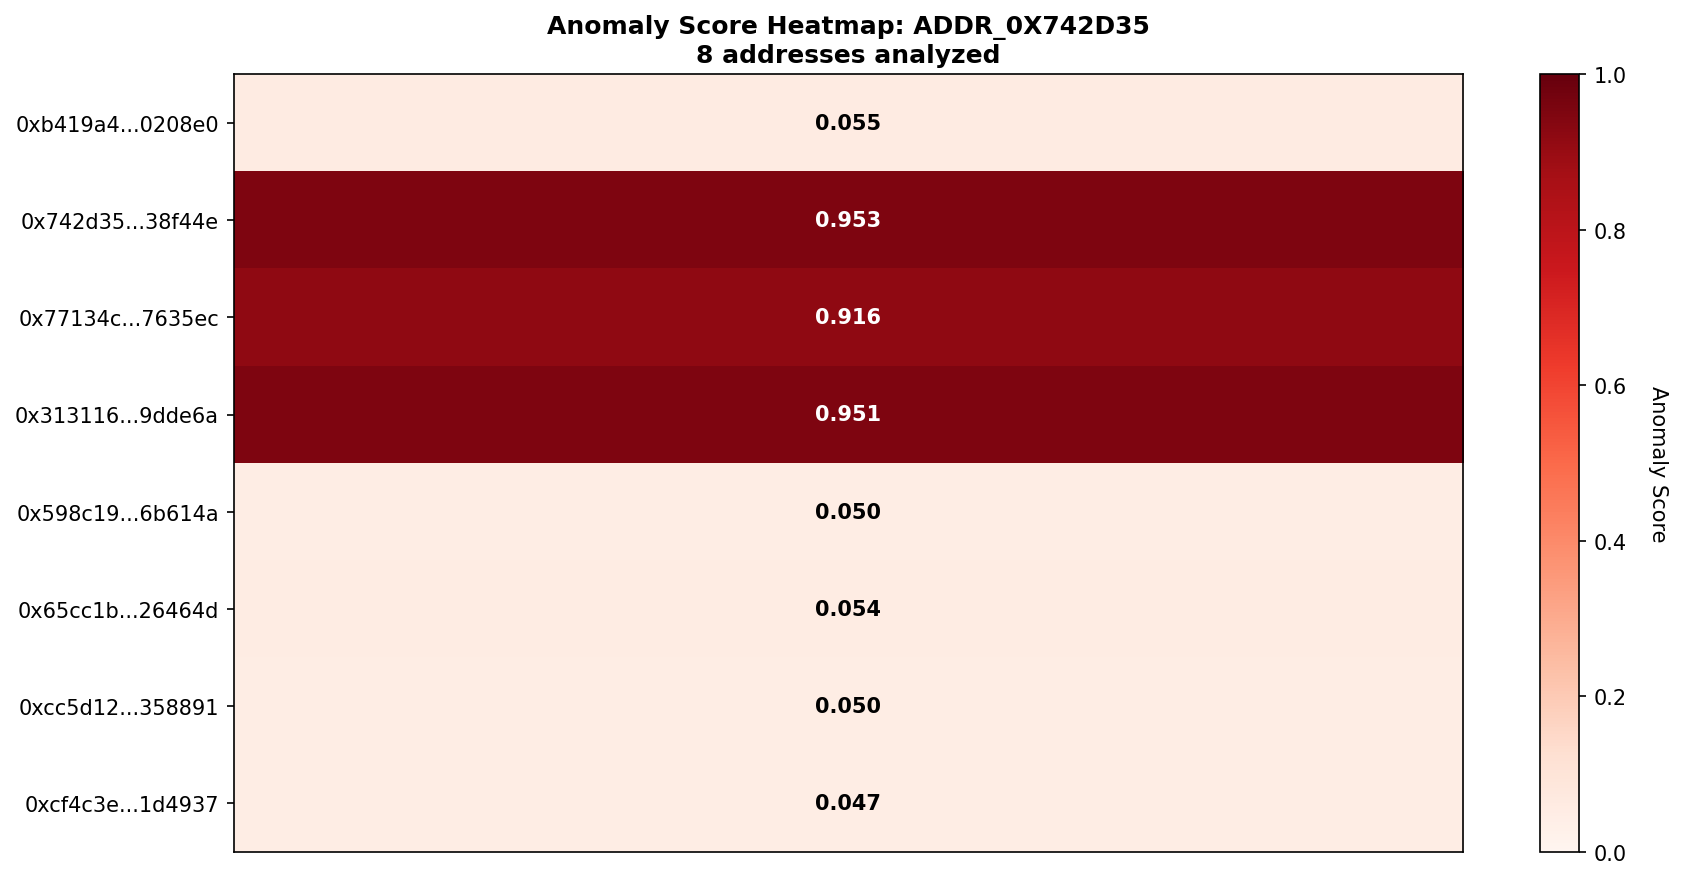 Anomaly Score Heatmap: ADDR_0X742D35
8 addresses analyzed
0xb419a4...0208e0
0.055
0x742d35...38f44e
0.953
0x77134c...7635ec
0.916
0x313116...9dde6a
0.951
0x598c19...6b614a
0.050
0x65cc1b...26464d
0.054
0xcc5d12...358891
0.050
0xcf4c3e...1d4937
0.047
1.0
0.8
0.6
0.4
0.2
0.0
Anomaly Score